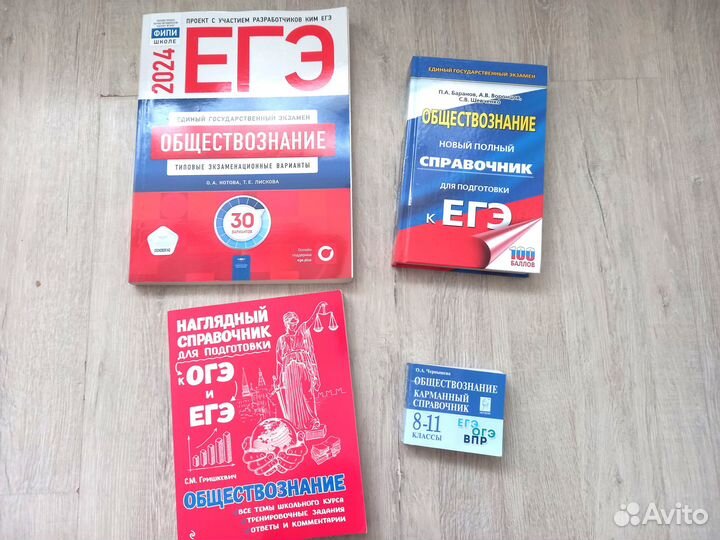 ФИПИ
ШКОЛЕ
ПРОЕКТ С УЧАСТИЕМ РАЗРАБОТЧИКОВ КИМ ЕГЭ
2024
ЕГЭ
ЕДИНЫЙ ГОСУДАРСТВЕННЫЙ ЭКЗАМЕН
ОБЩЕСТВОЗНАНИЕ
ТИПОВЫЕ ЭКЗАМЕНАЦИОННЫЕ ВАРИАНТЫ
О.А. КОТОВА, Т.Е. ЛИСКОВА
30
ВАРИАНТОВ
ЕДИНЫЙ ГОСУДАРСТВЕННЫЙ ЭКЗАМЕН
П.А. Баранов, А.В. Воронцов,
С.В. Шевченко
ОБЩЕСТВОЗНАНИЕ
НОВЫЙ ПОЛНЫЙ
СПРАВОЧНИК
ДЛЯ ПОДГОТОВКИ
К ЕГЭ
100
БАЛЛОВ
НАГЛЯДНЫЙ
СПРАВОЧНИК
ДЛЯ ПОДГОТОВКИ
К ОГЭ
И
ЕГЭ
С.М. Гришкевич
ОБЩЕСТВОЗНАНИЕ
ВСЕ ТЕМЫ ШКОЛЬНОГО КУРСА
ТРЕНИРОВОЧНЫЕ ЗАДАНИЯ
ОТВЕТЫ И КОММЕНТАРИИ
О.А. Чернышева
ОБЩЕСТВОЗНАНИЕ
КАРМАННЫЙ
СПРАВОЧНИК
8-11
КЛАССЫ
ЕГЭ
ОГЭ
ВПР
Avito